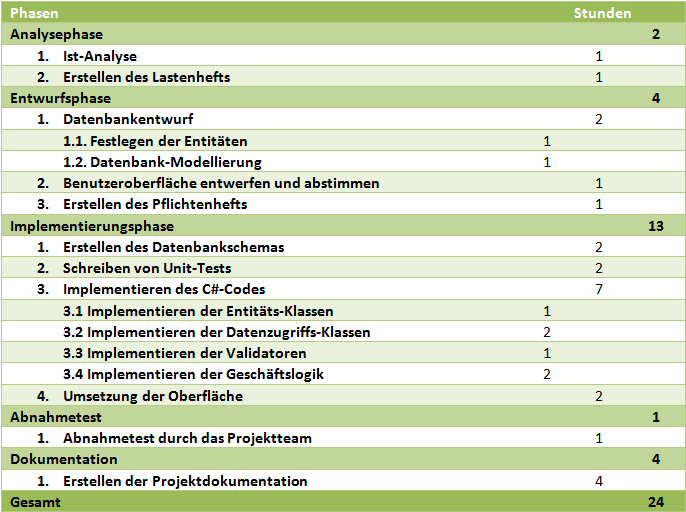 Phasen Stunden
Analysephase 2
1. Ist-Analyse 1
2. Erstellen des Lastenhefts 1
Entwurfsphase 4
1. Datenbankentwurf 2
1.1. Festlegen der Entitäten 1
1.2. Datenbank-Modellierung 1
2. Benutzeroberfläche entwerfen und abstimmen 1
3. Erstellen des Pflichtenhefts 1
Implementierungsphase 13
1. Erstellen des Datenbankschemas 2
2. Schreiben von Unit-Tests 2
3. Implementieren des C#-Codes 7
3.1 Implementieren der Entitäts-Klassen 1
3.2 Implementieren der Datenzugriffs-Klassen 2
3.3 Implementieren der Validatoren 1
3.4 Implementieren der Geschäftslogik 2
4. Umsetzung der Oberfläche 2
Abnahmetest 1
1. Abnahmetest durch das Projektteam 1
Dokumentation 4
1. Erstellen der Projektdokumentation 4
Gesamt 24